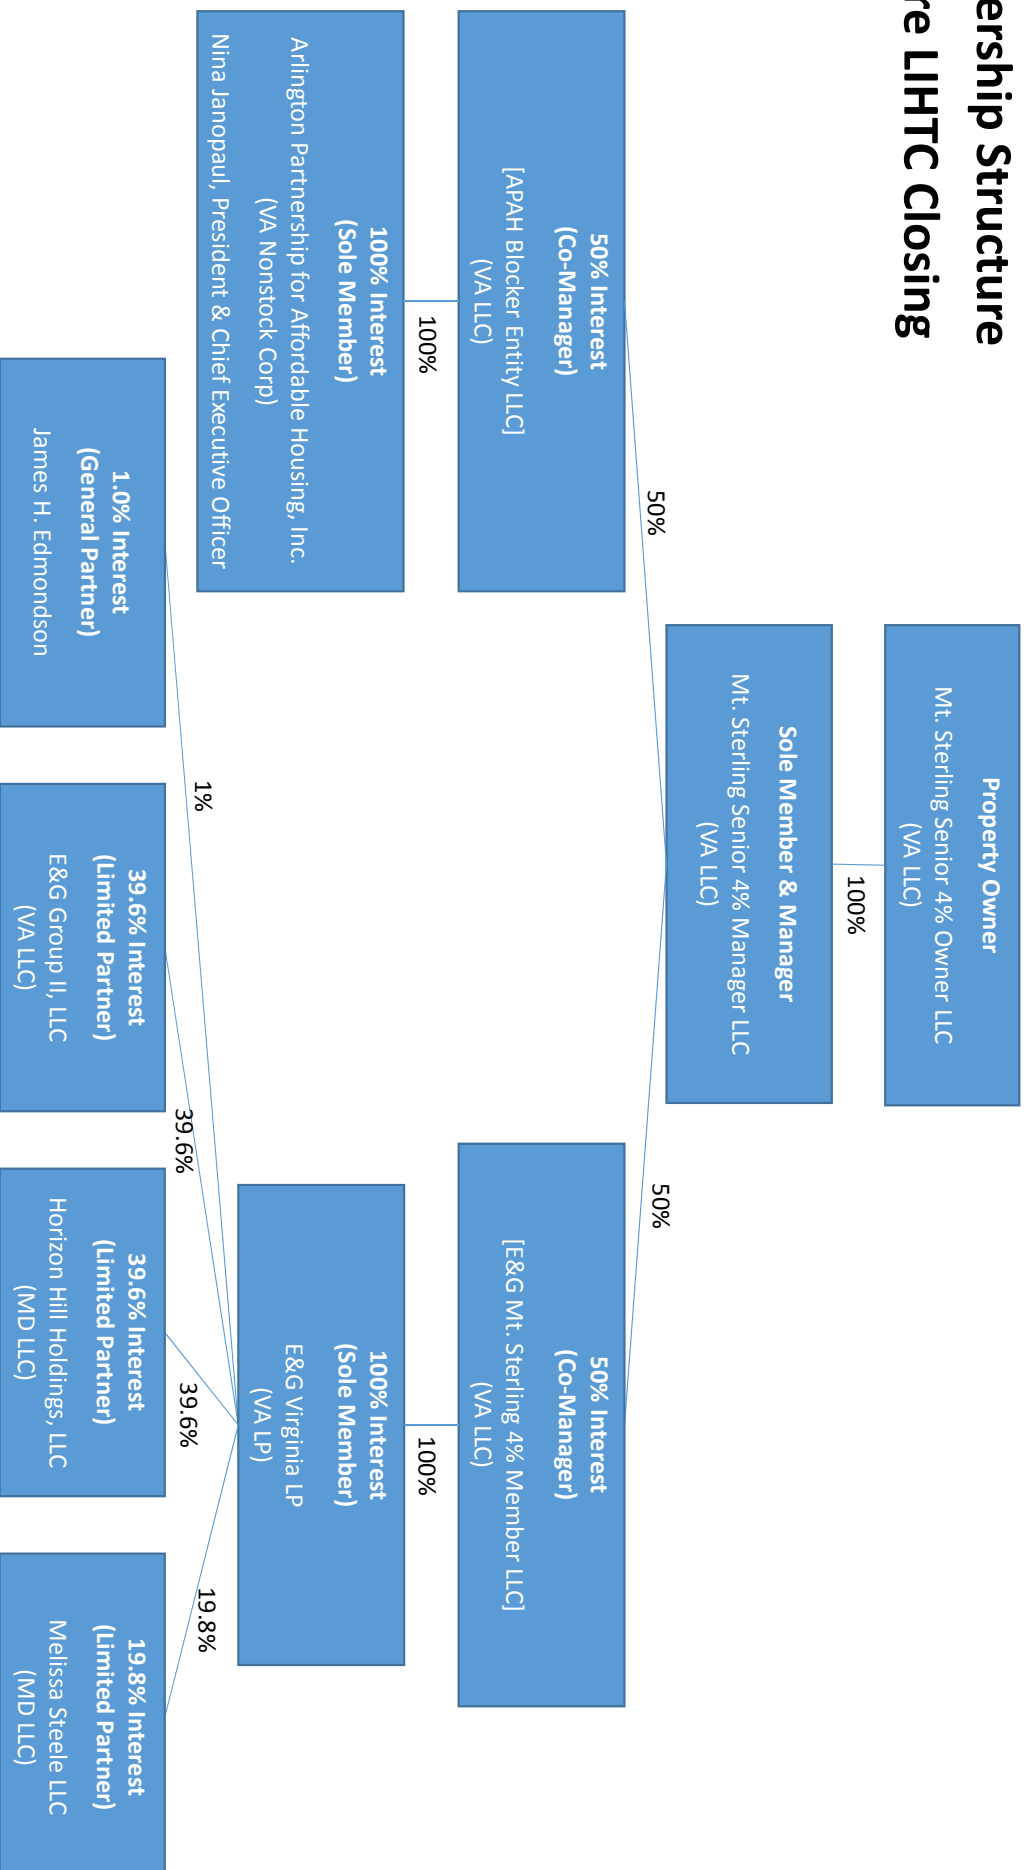 ership Structure
re LIHTC Closing
Property Owner
Mt. Sterling Senior 4% Owner LLC
(VA LLC)
100%
Sole Member & Manager
Mt. Sterling Senior 4% Manager LLC
(VA LLC)
50%
50%
50% Interest
(Co-Manager)
[APAH Blocker Entity LLC]
(VA LLC)
50% Interest
(Co-Manager)
[E&G Mt. Sterling 4% Member LLC]
(VA LLC)
100%
100%
100% Interest
(Sole Member)
Arlington Partnership for Affordable Housing, Inc.
(VA Nonstock Corp)
Nina Janopaul, President & Chief Executive Officer
100% Interest
(Sole Member)
E&G Virginia LP
(VA LP)
1%
39.6%
39.6%
19.8%
1.0% Interest
(General Partner)
James H. Edmondson
39.6% Interest
(Limited Partner)
E&G Group II, LLC
(VA LLC)
39.6% Interest
(Limited Partner)
Horizon Hill Holdings, LLC
(MD LLC)
19.8% Interest
(Limited Partner)
Melissa Steele LLC
(MD LLC)